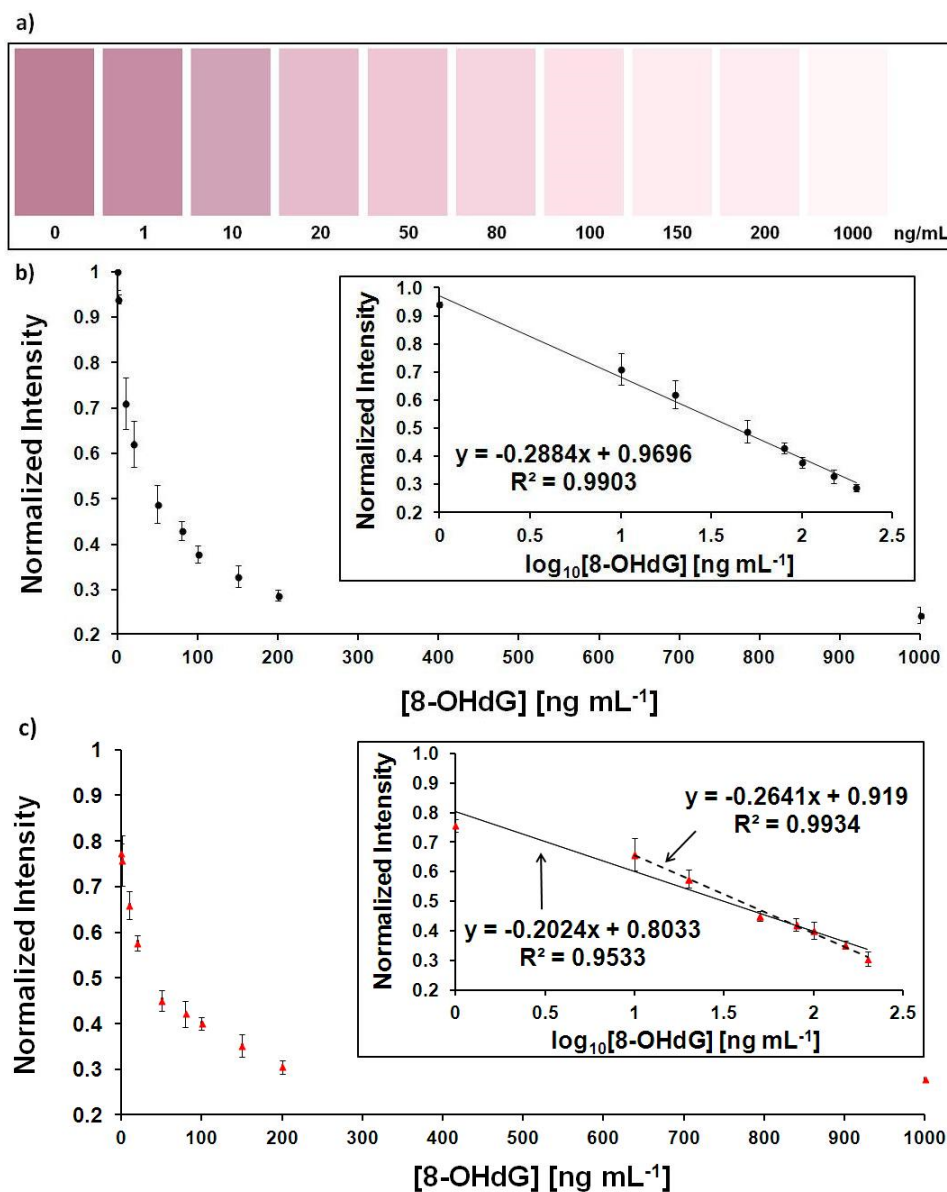 a)
0 1 10 20 50 80 100 150 200 1000 ng/mL
b)
Normalized Intensity
1
0.9
0.8
0.7
0.6
0.5
0.4
0.3
0.2
0 100 200 300 400 500 600 700 800 900 1000
[8-OHdG] [ng mL⁻¹]
Normalized Intensity
1.0
0.9
0.8
0.7
0.6
0.5
0.4
0.3
0.2
y = -0.2884x + 0.9696
R² = 0.9903
0 0.5 1 1.5 2 2.5
log₁₀[8-OHdG] [ng mL⁻¹]
c)
Normalized Intensity
1
0.9
0.8
0.7
0.6
0.5
0.4
0.3
0.2
0 100 200 300 400 500 600 700 800 900 1000
[8-OHdG] [ng mL⁻¹]
Normalized Intensity
1.0
0.9
0.8
0.7
0.6
0.5
0.4
0.3
0.2
y = -0.2641x + 0.919
R² = 0.9934
y = -0.2024x + 0.8033
R² = 0.9533
0 0.5 1 1.5 2 2.5
log₁₀[8-OHdG] [ng mL⁻¹]